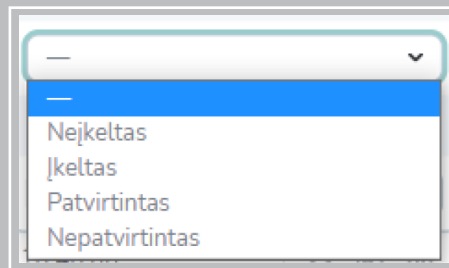 —
—
Neįkeltas
Įkeltas
Patvirtintas
Nepatvirtintas